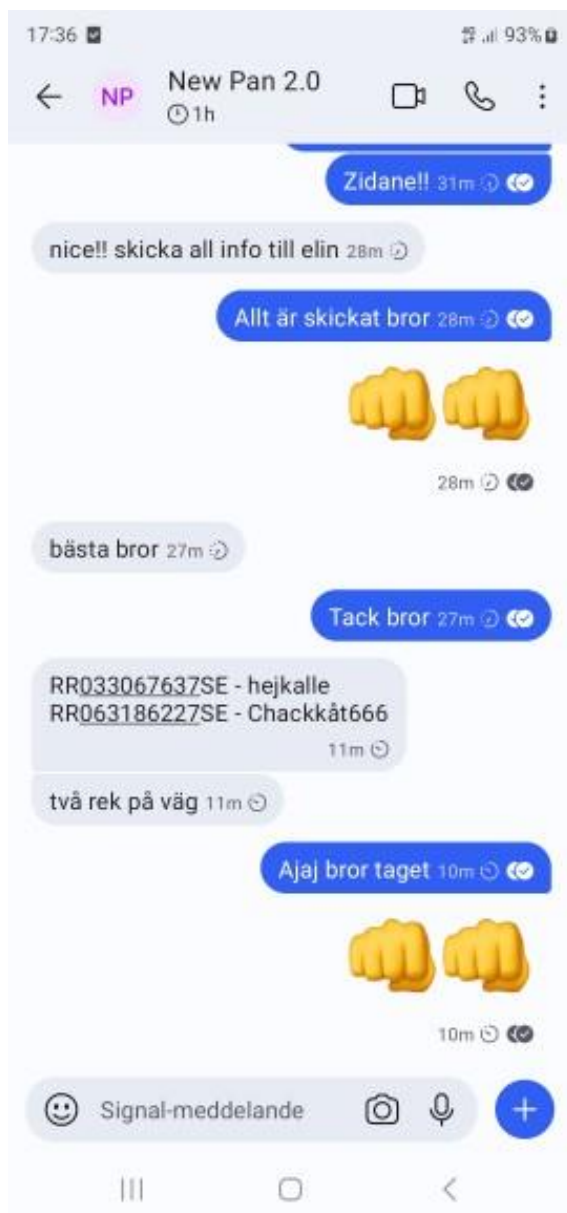 17:36
93%
NP
New Pan 2.0
1h
Zidane!! 31m
nice!! skicka all info till elin 28m
Allt är skickat bror 28m
28m
bästa bror 27m
Tack bror 27m
RR033067637SE - hejkalle
RR063186227SE - Chackkåt666
11m
två rek på väg 11m
Ajaj bror taget 10m
10m
Signal-meddelande